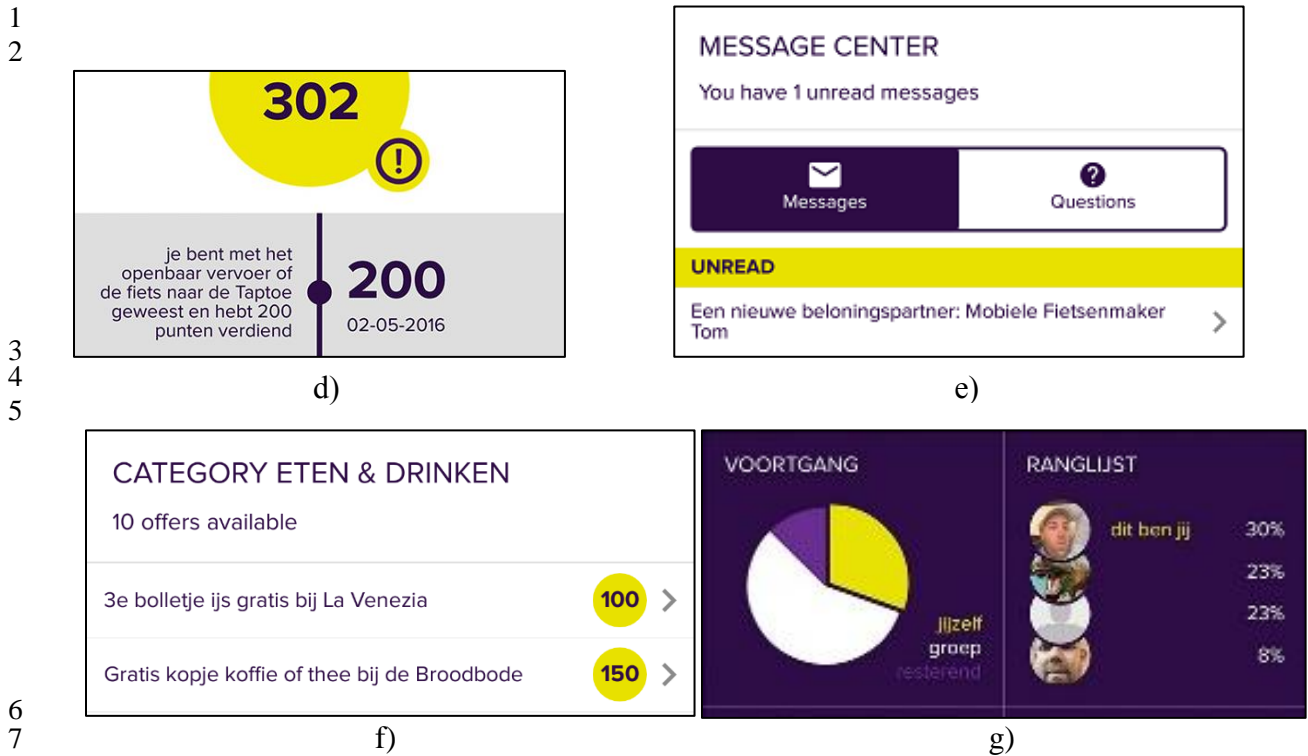 1
2
302
!
je bent met het
openbaar vervoer of
de fiets naar de Taptoe
geweest en hebt 200
punten verdiend
200
02-05-2016
MESSAGE CENTER
You have 1 unread messages
Messages
?
Questions
UNREAD
Een nieuwe beloningspartner: Mobiele Fietsenmaker
Tom
3
4
d)
e)
5
CATEGORY ETEN & DRINKEN
10 offers available
3e bolletje ijs gratis bij La Venezia
100
Gratis kopje koffie of thee bij de Broodbode
150
VOORTGANG
jijzelf
groep
resterend
RANGLIJST
dit ben jij
30%
23%
23%
8%
6
7
f)
g)